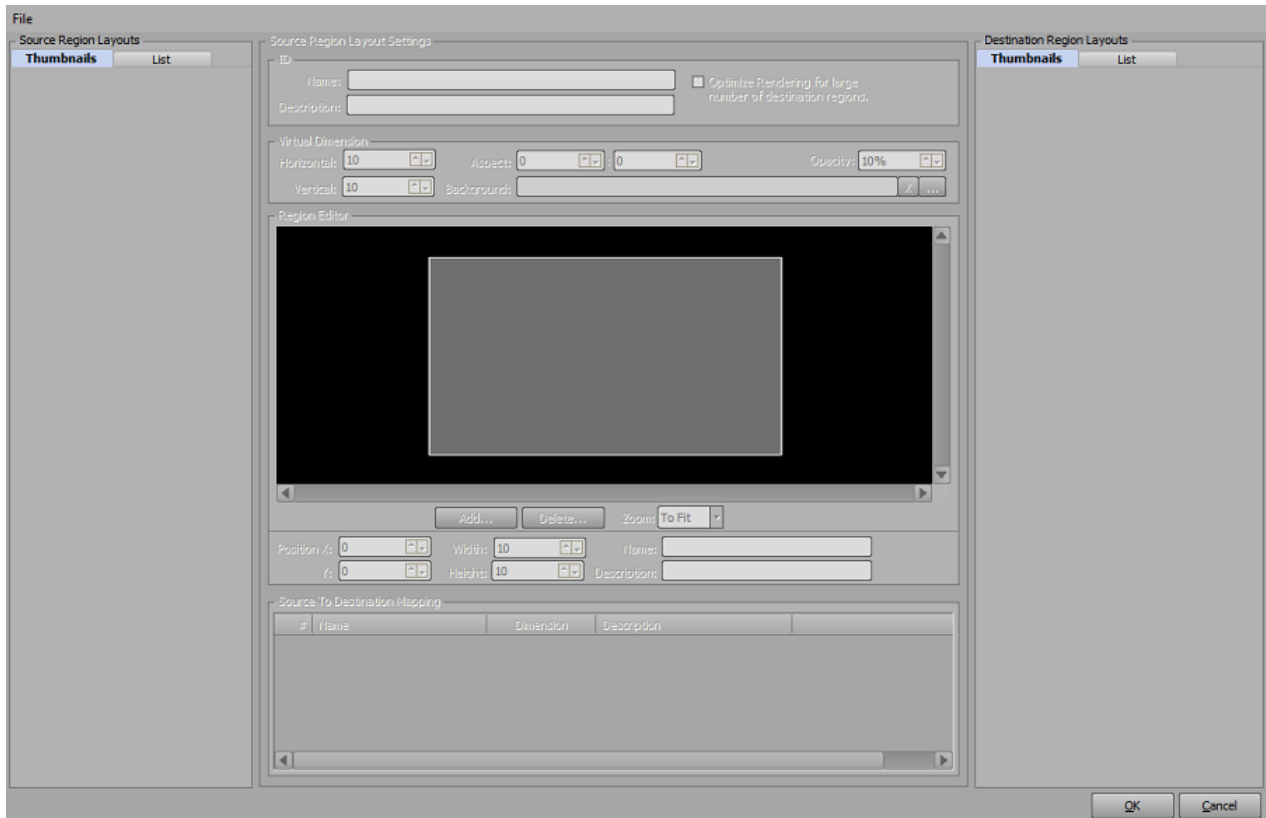 File
Source Region Layouts
Thumbnails List
Source Region Layout Settings
ID
Name:
Optimize Rendering for large
number of destination regions.
Description:
Virtual Dimension
Horizontal: 10 Aspect: 0 : 0 Opacity: 10%
Vertical: 10 Background: X ...
Region Editor
Add... Delete... Zoom: To Fit
Position X: 0 Width: 10 Name:
Y: 0 Height: 10 Description:
Source To Destination Mapping
# Name Dimension Description
Destination Region Layouts
Thumbnails List
OK Cancel